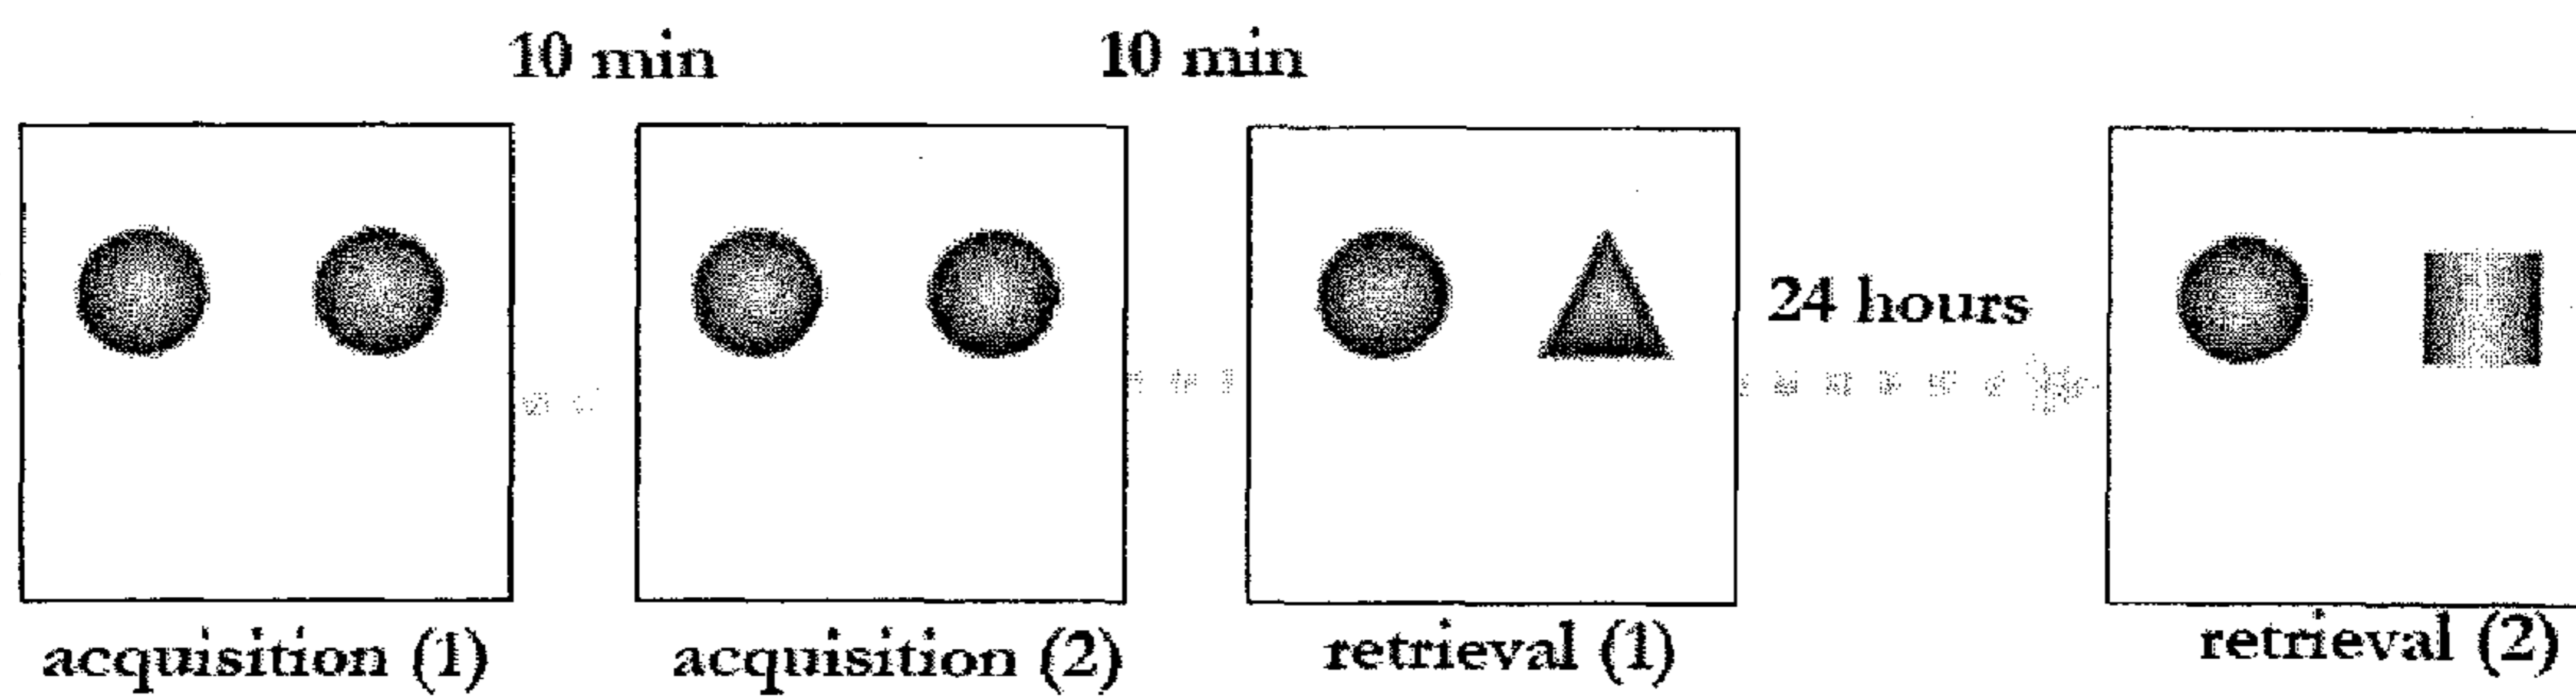 10 min
10 min
24 hours
acquisition (1)
acquisition (2)
retrieval (1)
retrieval (2)